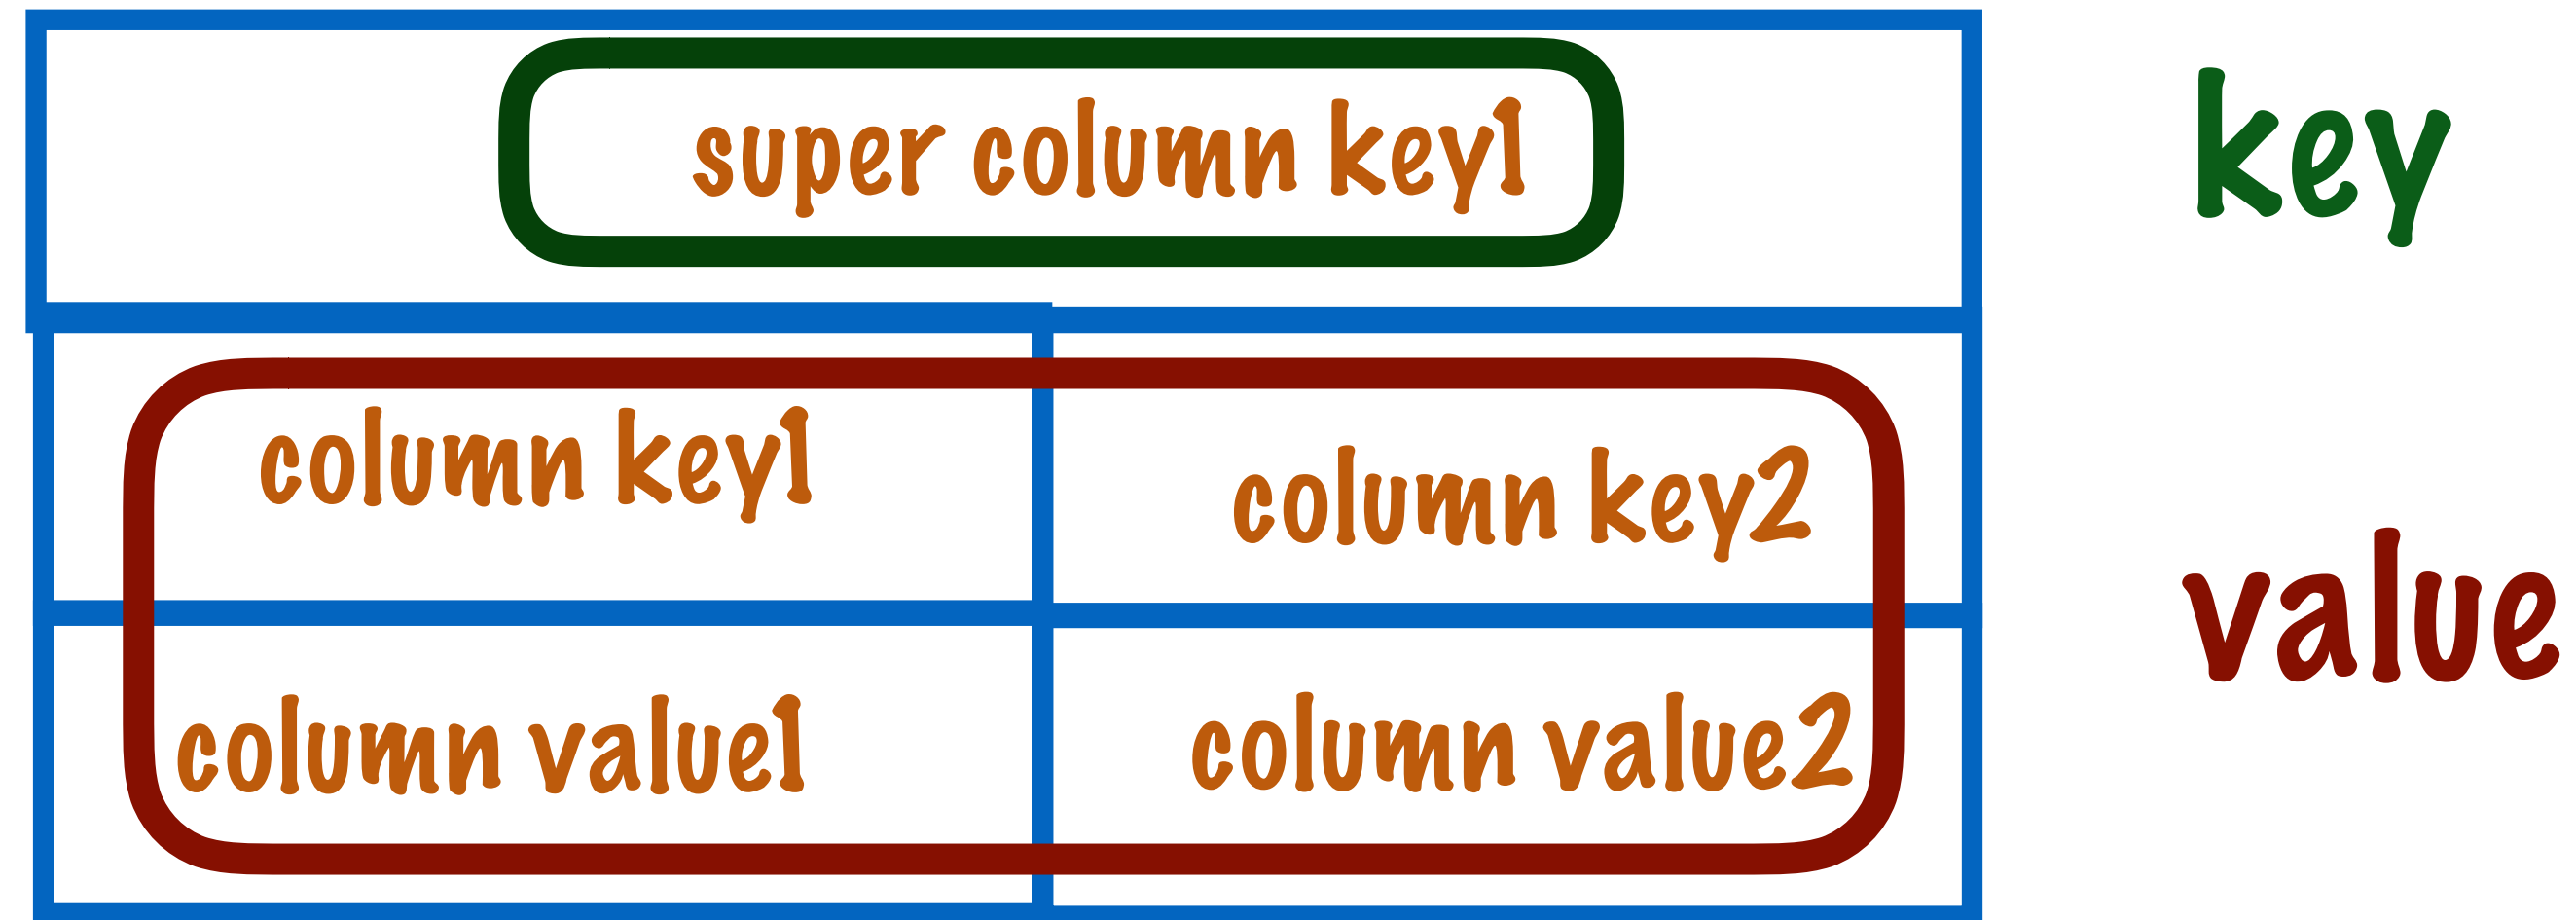 super column key1
key
column key1
column key2
value
column value1
column value2